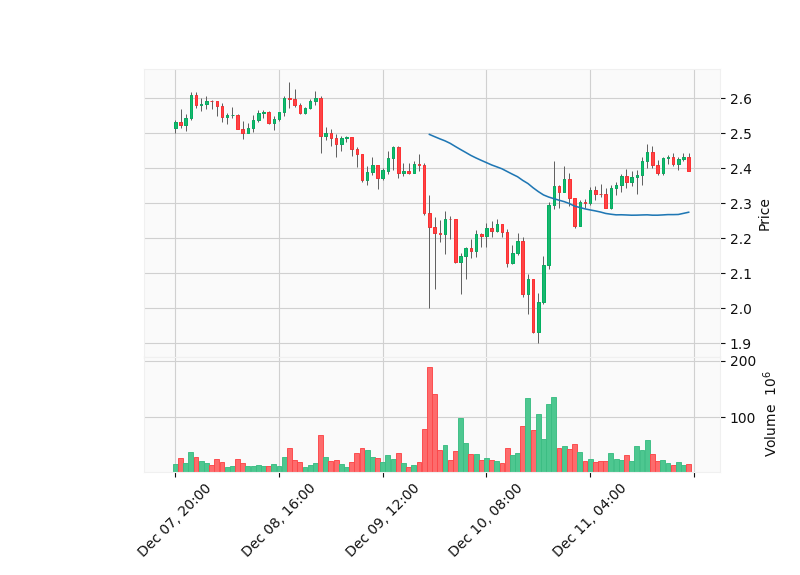 2.6
2.5
2.4
2.3
2.2
2.1
2.0
1.9
Price
200
100
Volume 10⁶
Dec 07, 20:00
Dec 08, 16:00
Dec 09, 12:00
Dec 10, 08:00
Dec 11, 04:00